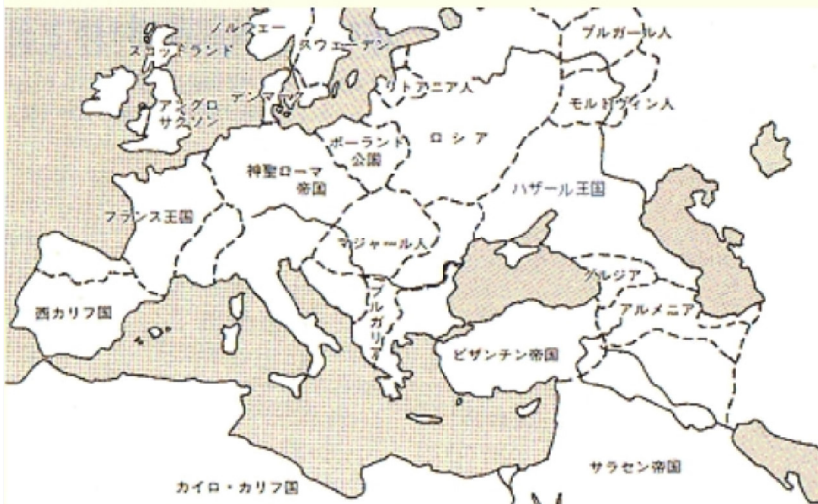 ノルウェー
スコットランド
スウェーデン
ブルガール人
リトアニア人
デンマーク
モルドヴィン人
アングロ
サクソン
ロシア
ポーランド
公国
神聖ローマ
帝国
ハザール王国
フランス王国
マジャール人
グルジア
ブルガリア
西カリフ国
アルメニア
ビザンチン帝国
サラセン帝国
カイロ・カリフ国